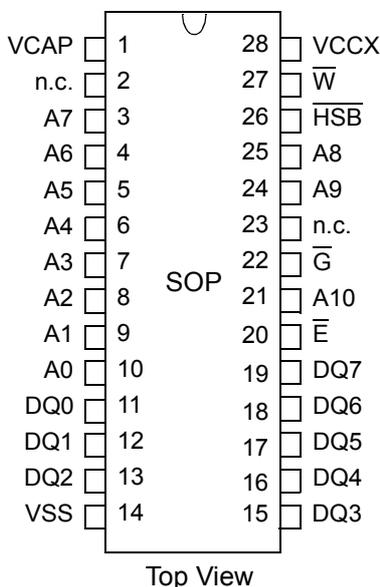 VCAP 1 28 VCCX
n.c. 2 27 W̅
A7 3 26 H̅S̅B̅
A6 4 25 A8
A5 5 24 A9
A4 6 23 n.c.
A3 7 22 G̅
SOP
A2 8 21 A10
A1 9 20 E̅
A0 10 19 DQ7
DQ0 11 18 DQ6
DQ1 12 17 DQ5
DQ2 13 16 DQ4
VSS 14 15 DQ3
Top View